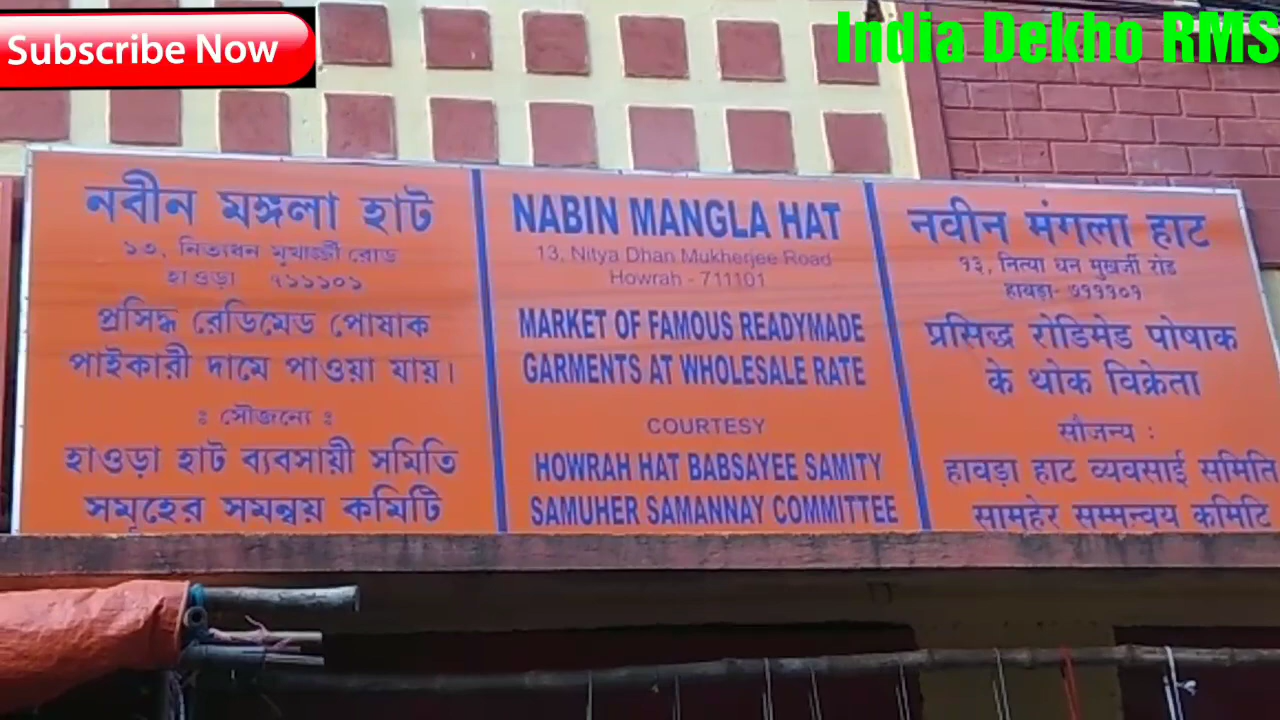 Subscribe Now
India Dekho RMS
নবীন মঙ্গলা হাট
১৩, নিত্যধন মুখার্জ্জী রোড
হাওড়া ৭১১১০১
প্রসিদ্ধ রেডিমেড পোষাক
পাইকারী দামে পাওয়া যায়।
ঃ সৌজন্যে ঃ
হাওড়া হাট ব্যবসায়ী সমিতি
সমূহের সমন্বয় কমিটি
NABIN MANGLA HAT
13, Nitya Dhan Mukherjee Road
Howrah - 711101
MARKET OF FAMOUS READYMADE
GARMENTS AT WHOLESALE RATE
COURTESY
HOWRAH HAT BABSAYEE SAMITY
SAMUHER SAMANNAY COMMITTEE
नवीन मंगला हाट
१३, नित्या धन मुखर्जी रोड
हावड़ा- ७११101
प्रसिद्ध रोडिमेड पोषाक
के थोक विक्रेता
सौजन्य :
हावड़ा हाट व्यवसाई समिति
सामहेर सम्मन्वय कमिटि